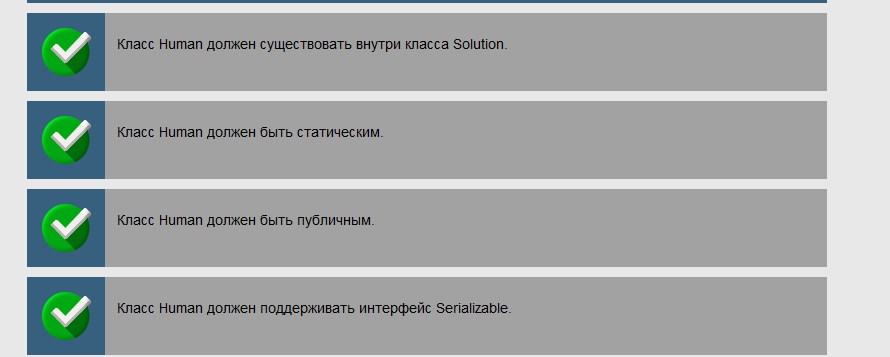 Класс Human должен существовать внутри класса Solution.
Класс Human должен быть статическим.
Класс Human должен быть публичным.
Класс Human должен поддерживать интерфейс Serializable.